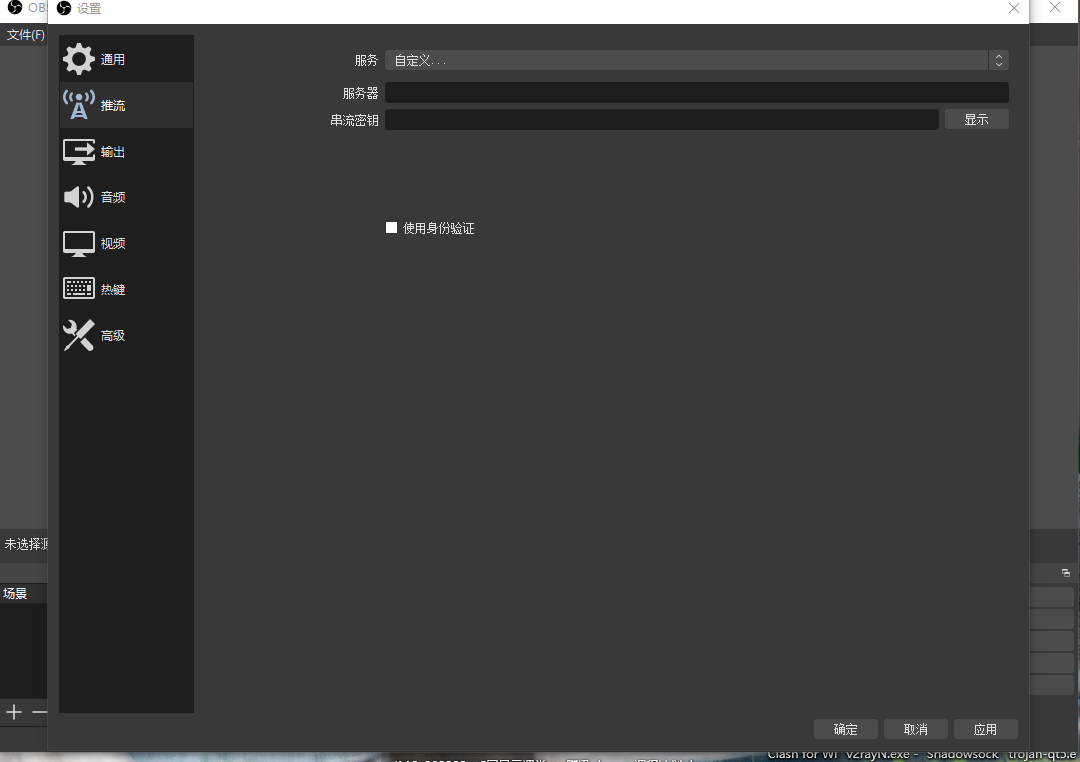 OBS
设置
文件(F)
通用
推流
输出
音频
视频
热键
高级
服务
自定义...
服务器
串流密钥
显示
使用身份验证
未选择源
场景
确定
取消
应用
Clash for Wi
v2rayN.exe -
Shadowsock
trojan-qt5.e